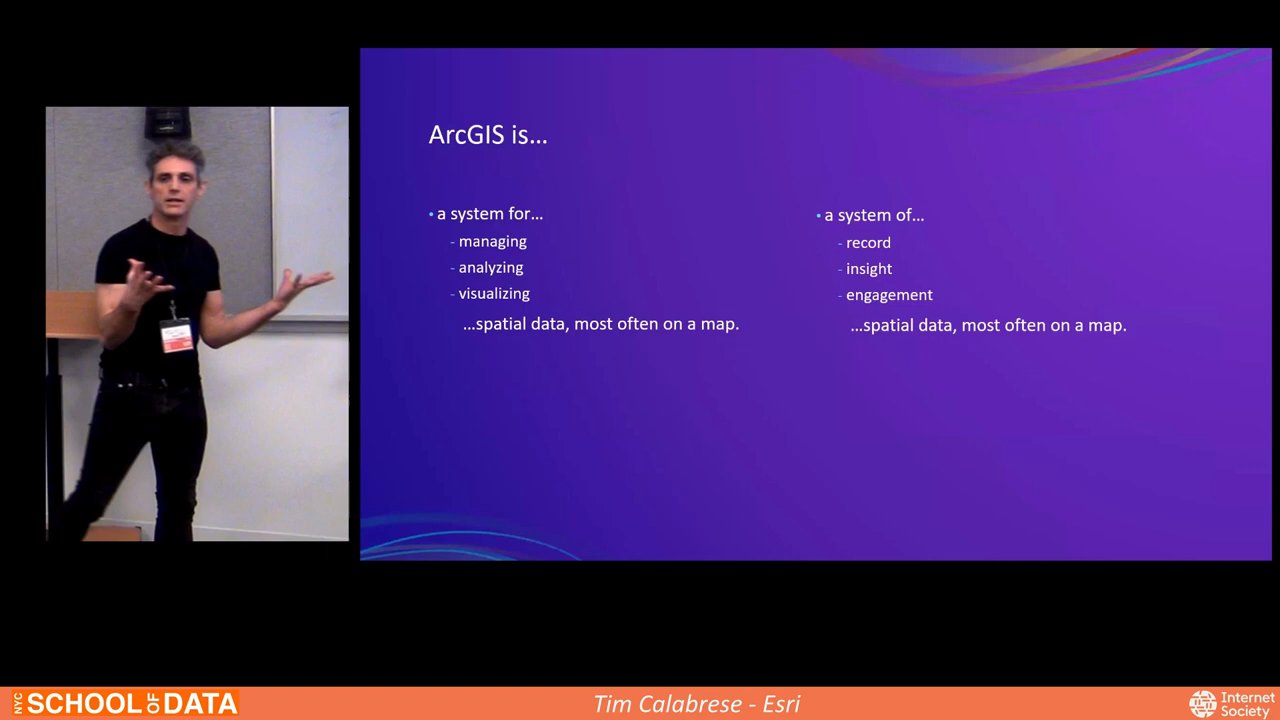 ArcGIS is…
• a system for…
- managing
- analyzing
- visualizing
…spatial data, most often on a map.
• a system of…
- record
- insight
- engagement
…spatial data, most often on a map.
NYC SCHOOL OF DATA
Tim Calabrese - Esri
Internet
Society